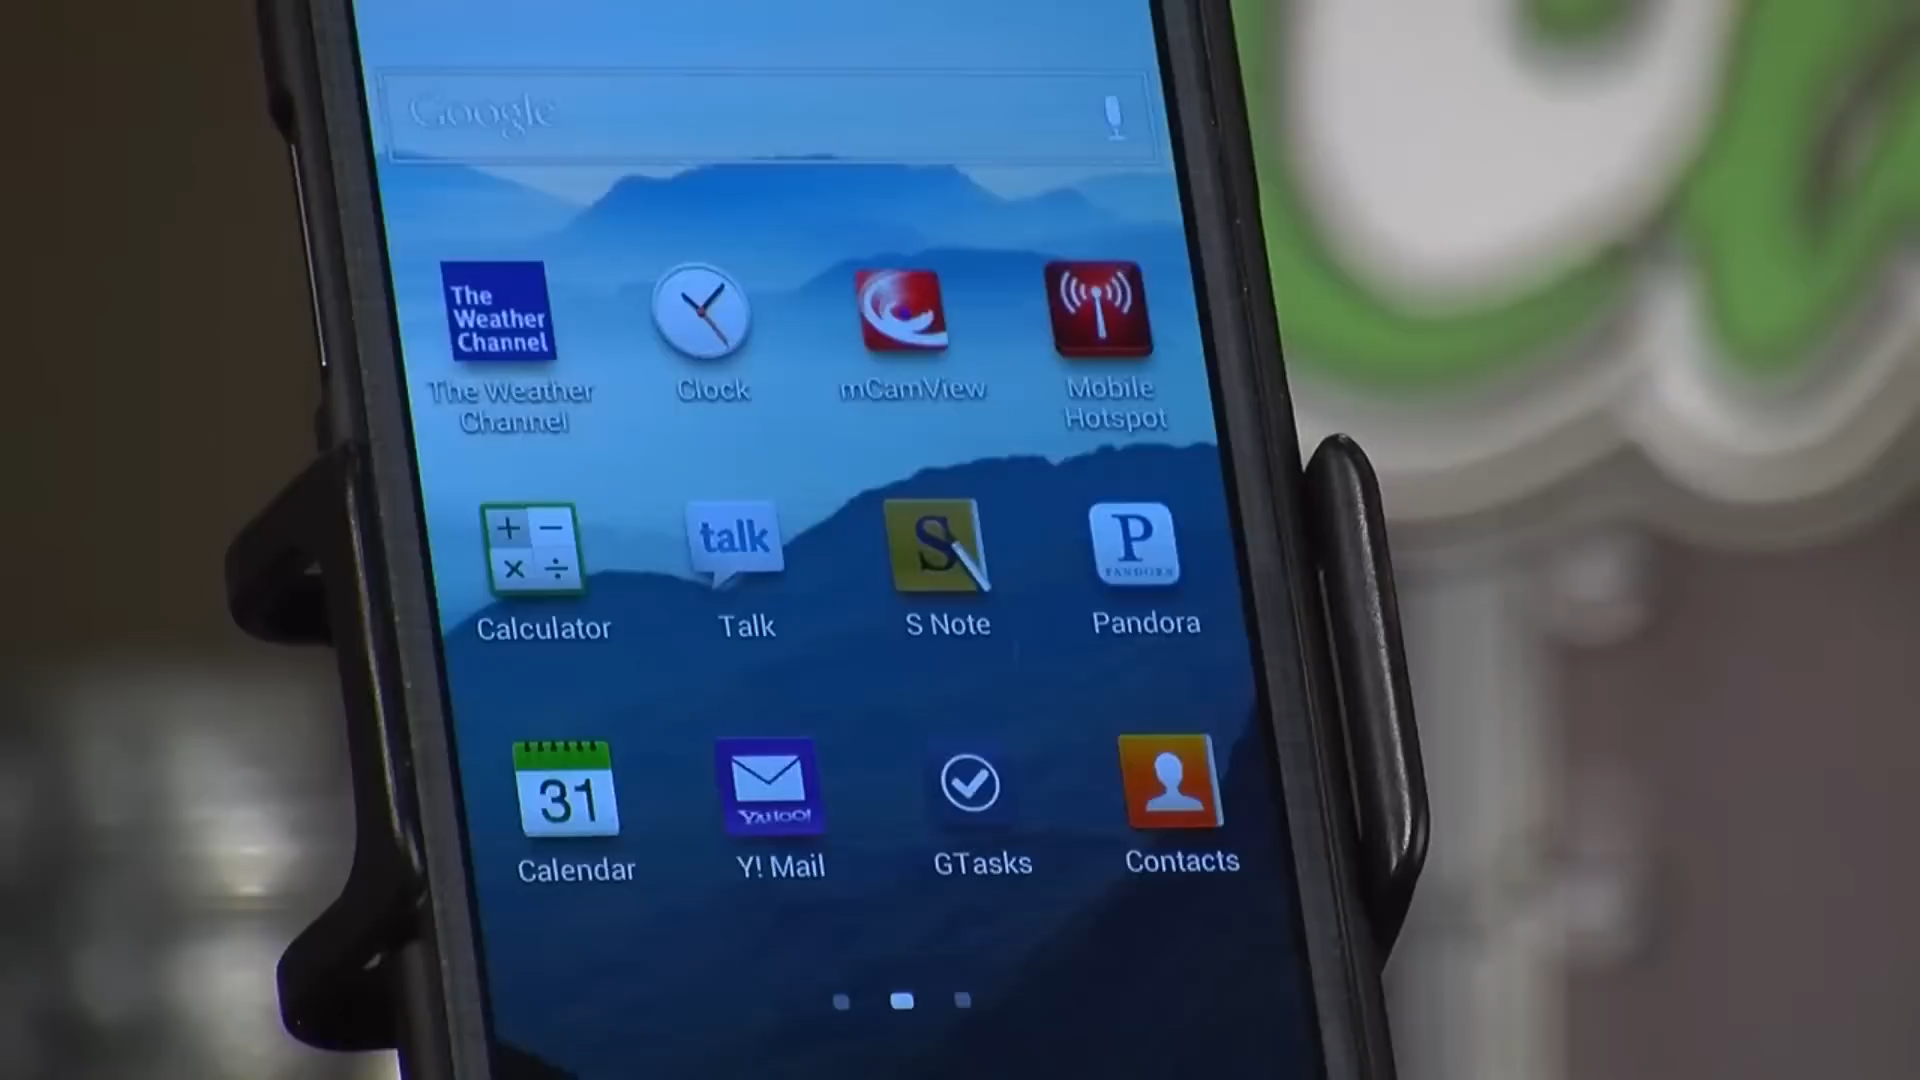 Google
The
Weather
Channel
The Weather
Channel
Clock
mCamView
Mobile
Hotspot
+ −
× ÷
Calculator
talk
Talk
S
S Note
P
PANDORA
Pandora
31
Calendar
YAHOO!
Y! Mail
GTasks
Contacts